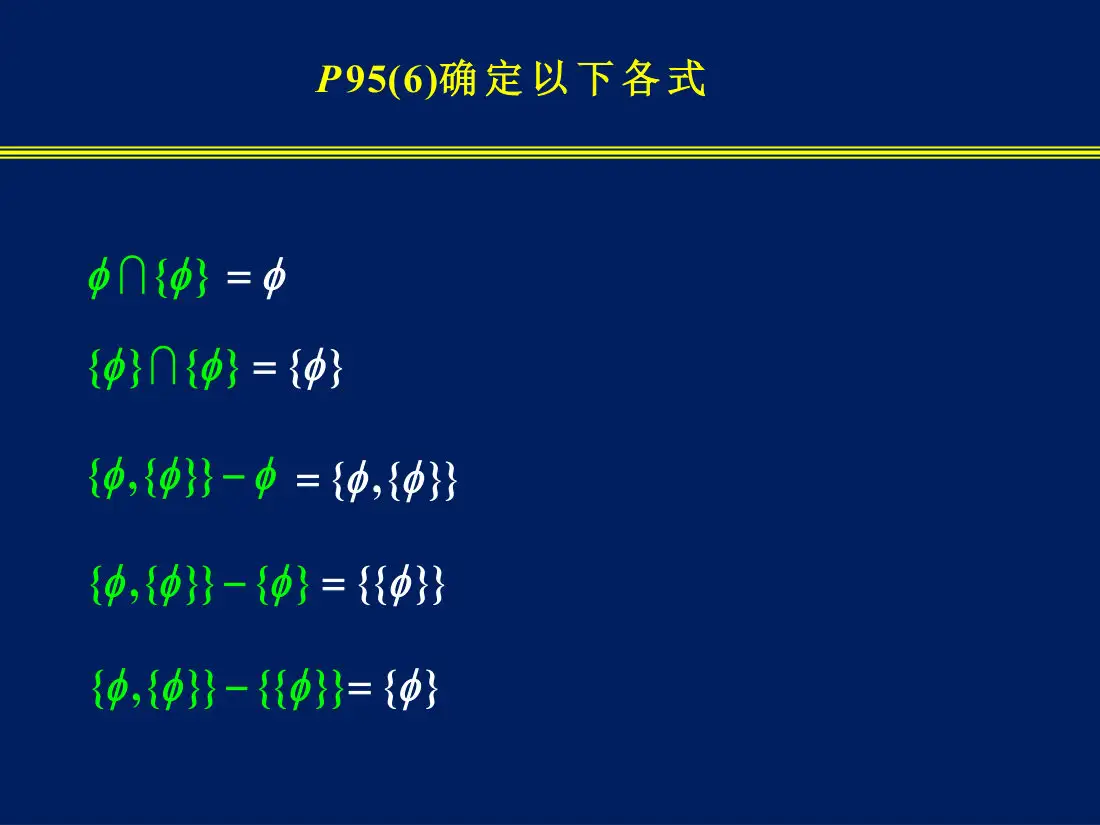 P95(6)确定以下各式
ϕ∩{ϕ} = ϕ
{ϕ}∩{ϕ} = {ϕ}
{ϕ,{ϕ}} − ϕ = {ϕ,{ϕ}}
{ϕ,{ϕ}} − {ϕ} = {{ϕ}}
{ϕ,{ϕ}} − {{ϕ}} = {ϕ}